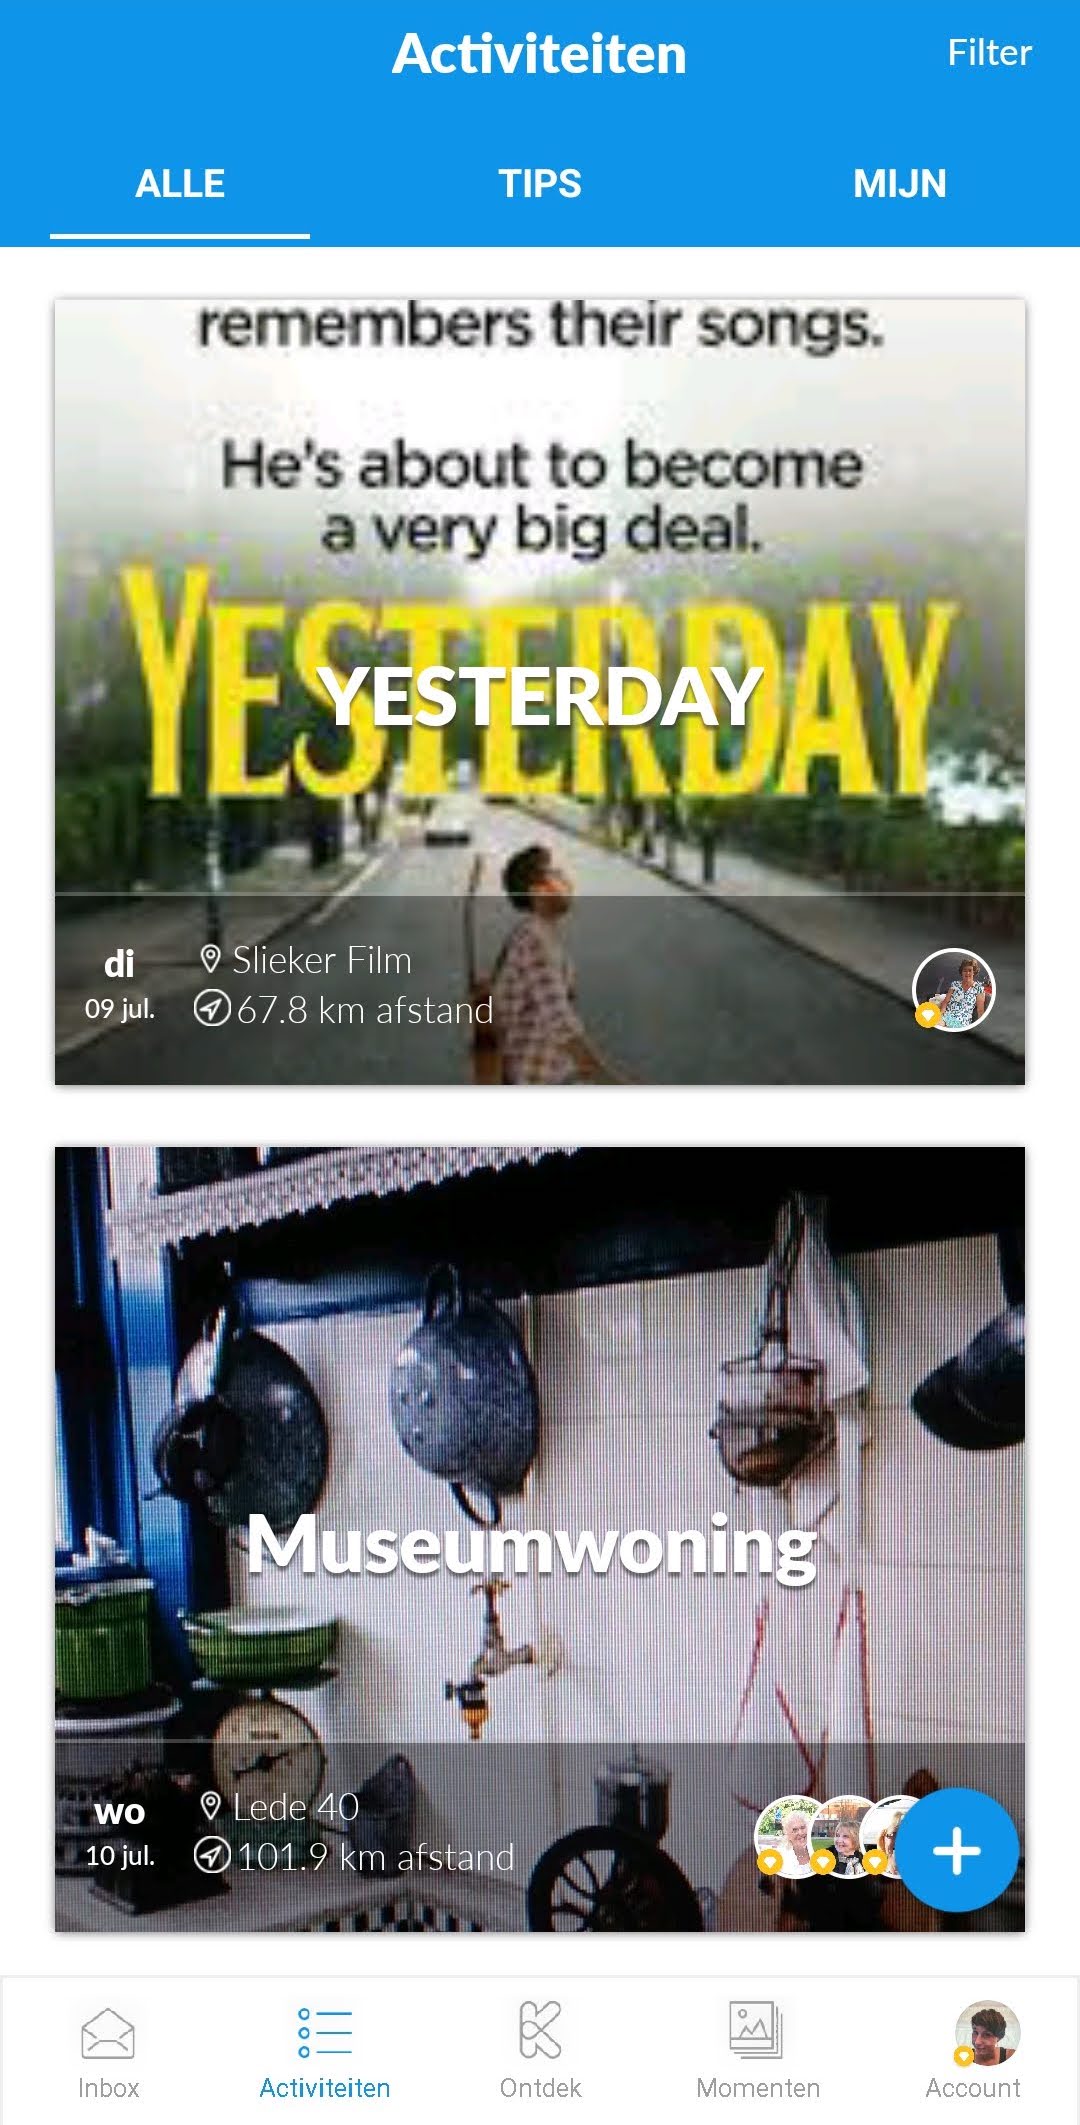 Activiteiten
Filter
ALLE
TIPS
MIJN
remembers their songs.
He's about to become
a very big deal.
YESTERDAY
YESTERDAY
di
09 jul.
Slieker Film
67.8 km afstand
Museumwoning
wo
10 jul.
Lede 40
101.9 km afstand
Inbox
Activiteiten
Ontdek
Momenten
Account